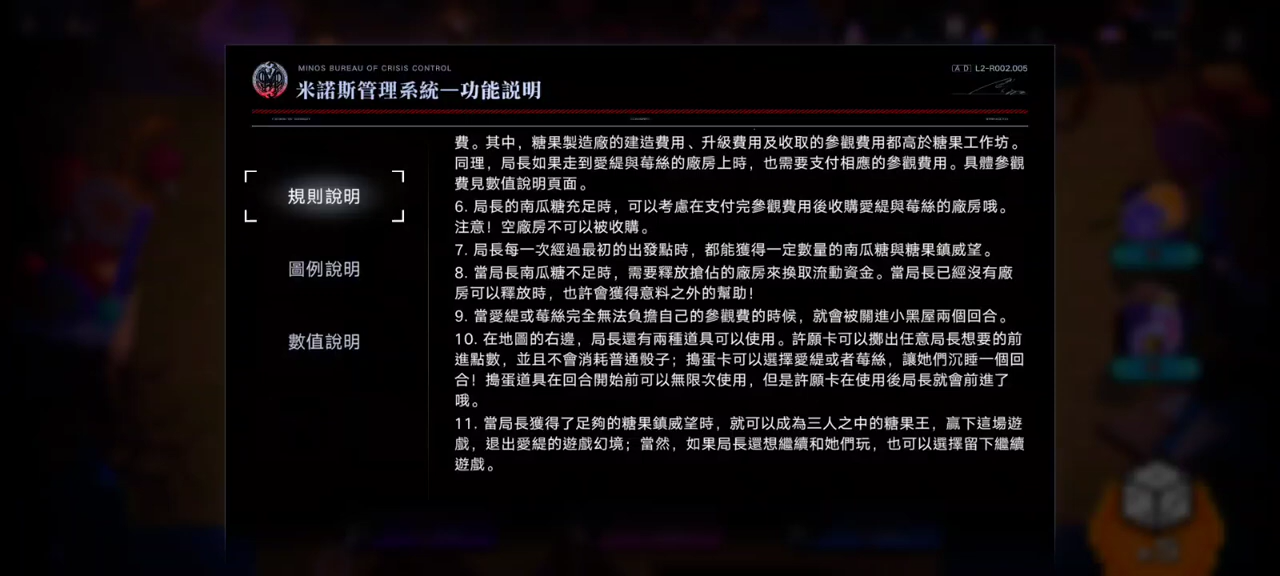 MINOS BUREAU OF CRISIS CONTROL
米諾斯管理系統—功能説明
[A D] L2-R002.005
規則說明
圖例說明
數值說明
費。其中，糖果製造廠的建造費用、升級費用及收取的參觀費用都高於糖果工作坊。
同理，局長如果走到愛緹與莓絲的廠房上時，也需要支付相應的參觀費用。具體參觀
費見數值說明頁面。
6. 局長的南瓜糖充足時，可以考慮在支付完參觀費用後收購愛緹與莓絲的廠房哦。
注意！空廠房不可以被收購。
7. 局長每一次經過最初的出發點時，都能獲得一定數量的南瓜糖與糖果鎮威望。
8. 當局長南瓜糖不足時，需要釋放搶佔的廠房來換取流動資金。當局長已經沒有廠
房可以釋放時，也許會獲得意料之外的幫助！
9. 當愛緹或莓絲完全無法負擔自己的參觀費的時候，就會被關進小黑屋兩個回合。
10. 在地圖的右邊，局長還有兩種道具可以使用。許願卡可以擲出任意局長想要的前
進點數，並且不會消耗普通骰子；搗蛋卡可以選擇愛緹或者莓絲，讓她們沉睡一個回
合！搗蛋道具在回合開始前可以無限次使用，但是許願卡在使用後局長就會前進了
哦。
11. 當局長獲得了足夠的糖果鎮威望時，就可以成為三人之中的糖果王，贏下這場遊
戲，退出愛緹的遊戲幻境；當然，如果局長還想繼續和她們玩，也可以選擇留下繼續
遊戲。